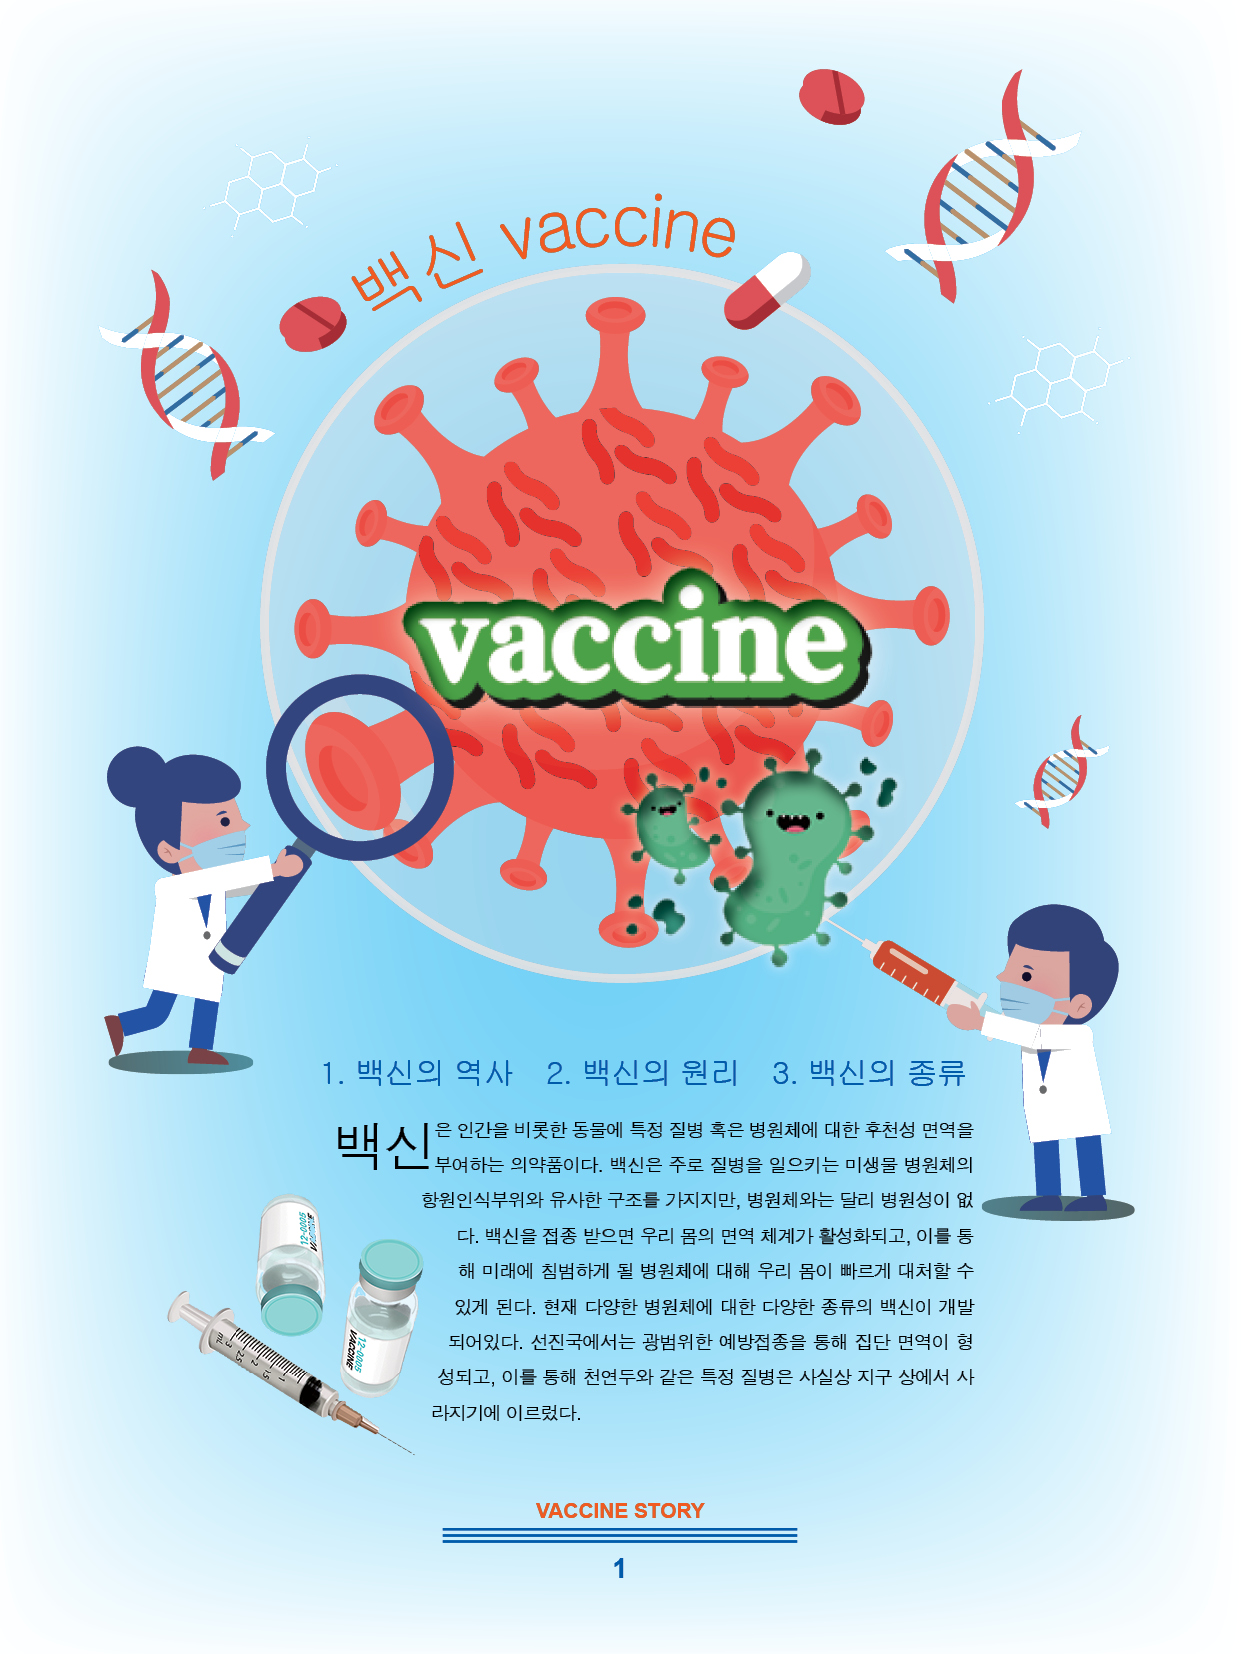 백신 vaccine
vaccine
1. 백신의 역사 2. 백신의 원리 3. 백신의 종류
백신은 인간을 비롯한 동물에 특정 질병 혹은 병원체에 대한 후천성 면역을
부여하는 의약품이다. 백신은 주로 질병을 일으키는 미생물 병원체의
항원인식부위와 유사한 구조를 가지지만, 병원체와는 달리 병원성이 없
다. 백신을 접종 받으면 우리 몸의 면역 체계가 활성화되고, 이를 통
해 미래에 침범하게 될 병원체에 대해 우리 몸이 빠르게 대처할 수
있게 된다. 현재 다양한 병원체에 대한 다양한 종류의 백신이 개발
되어있다. 선진국에서는 광범위한 예방접종을 통해 집단 면역이 형
성되고, 이를 통해 천연두와 같은 특정 질병은 사실상 지구 상에서 사
라지기에 이르렀다.
12-0005
VACCINE
12-0005
mL 3 2.5 2 1.5 1
VACCINE STORY
1